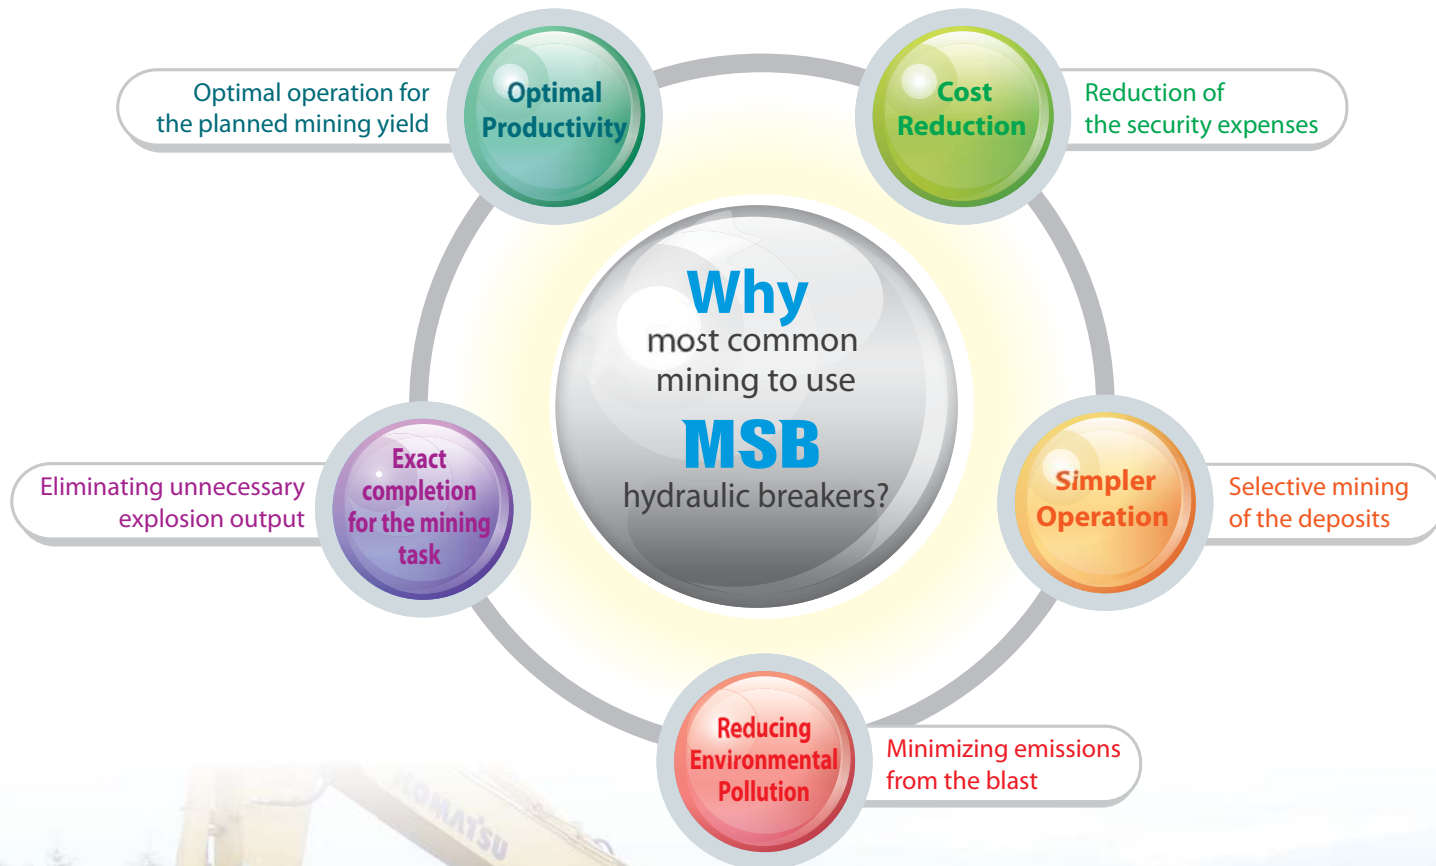 Optimal operation for
the planned mining yield
Optimal
Productivity
Cost
Reduction
Reduction of
the security expenses
Why
most common
mining to use
MSB
hydraulic breakers?
Eliminating unnecessary
explosion output
Exact
completion
for the mining
task
Simpler
Operation
Selective mining
of the deposits
Reducing
Environmental
Pollution
Minimizing emissions
from the blast
KOMATSU